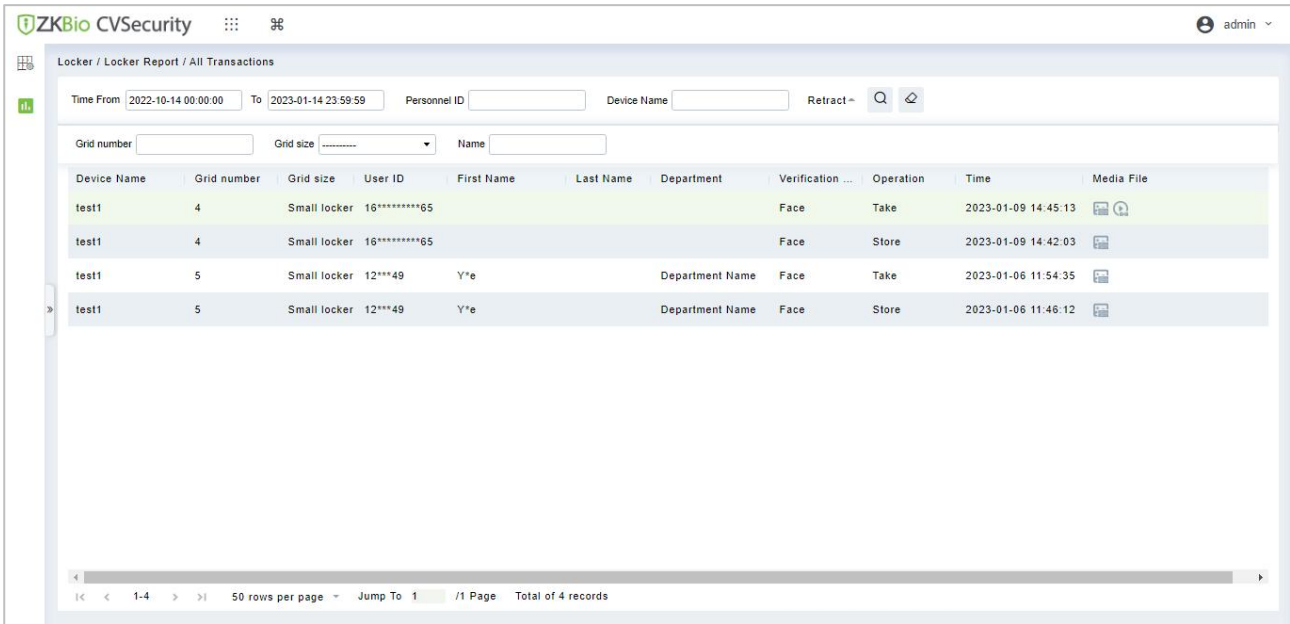 ZKBio CVSecurity admin
Locker / Locker Report / All Transactions
Time From 2022-10-14 00:00:00 To 2023-01-14 23:59:59 Personnel ID Device Name Retract
Grid number Grid size ---------- Name
Device Name Grid number Grid size User ID First Name Last Name Department Verification ... Operation Time Media File
test1 4 Small locker 16*********65 Face Take 2023-01-09 14:45:13
test1 4 Small locker 16*********65 Face Store 2023-01-09 14:42:03
test1 5 Small locker 12***49 Y*e Department Name Face Take 2023-01-06 11:54:35
test1 5 Small locker 12***49 Y*e Department Name Face Store 2023-01-06 11:46:12
1-4 50 rows per page Jump To 1 /1 Page Total of 4 records